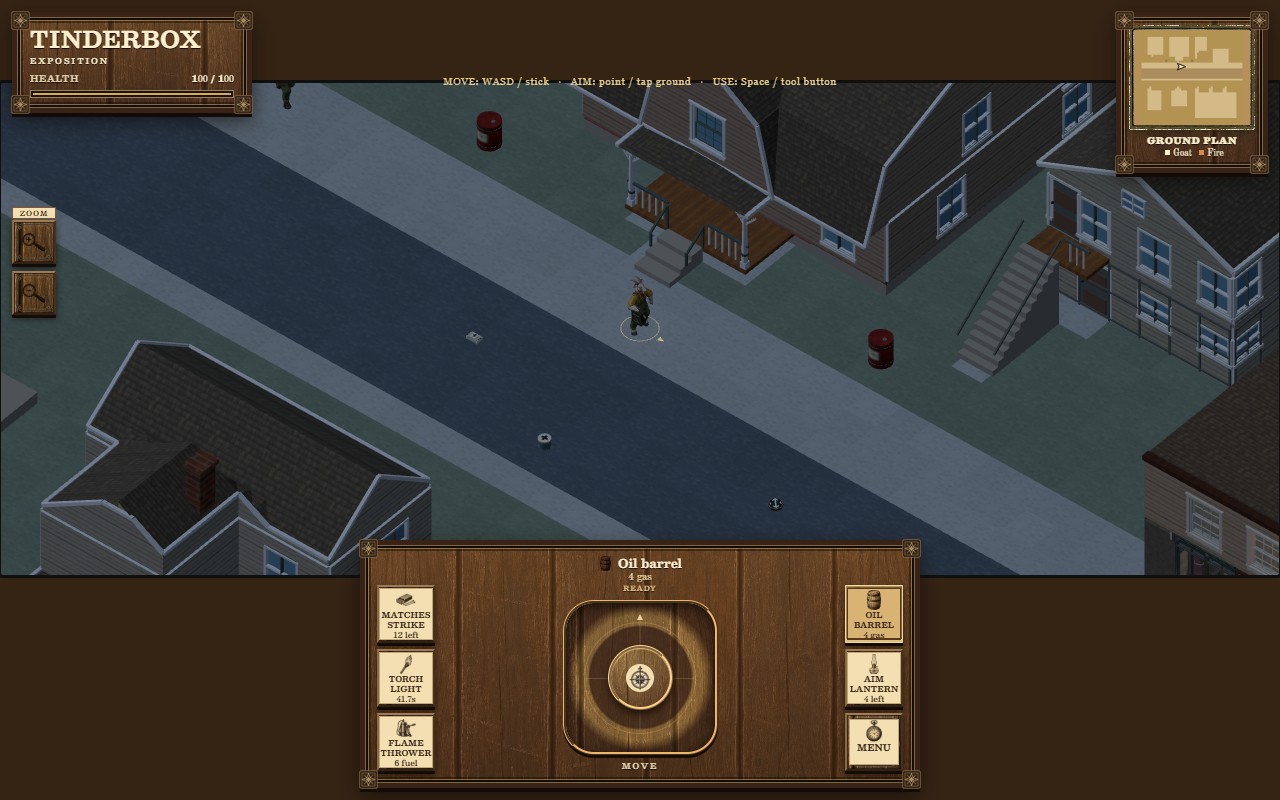 TINDERBOX
EXPOSITION
HEALTH 100 / 100
MOVE: WASD / stick · AIM: point / tap ground · USE: Space / tool button
GROUND PLAN
Goat Fire
ZOOM
Oil barrel
4 gas
READY
MATCHES
STRIKE
12 left
TORCH
LIGHT
41.7s
FLAME
THROWER
6 fuel
OIL
BARREL
4 gas
AIM
LANTERN
4 left
MENU
MOVE